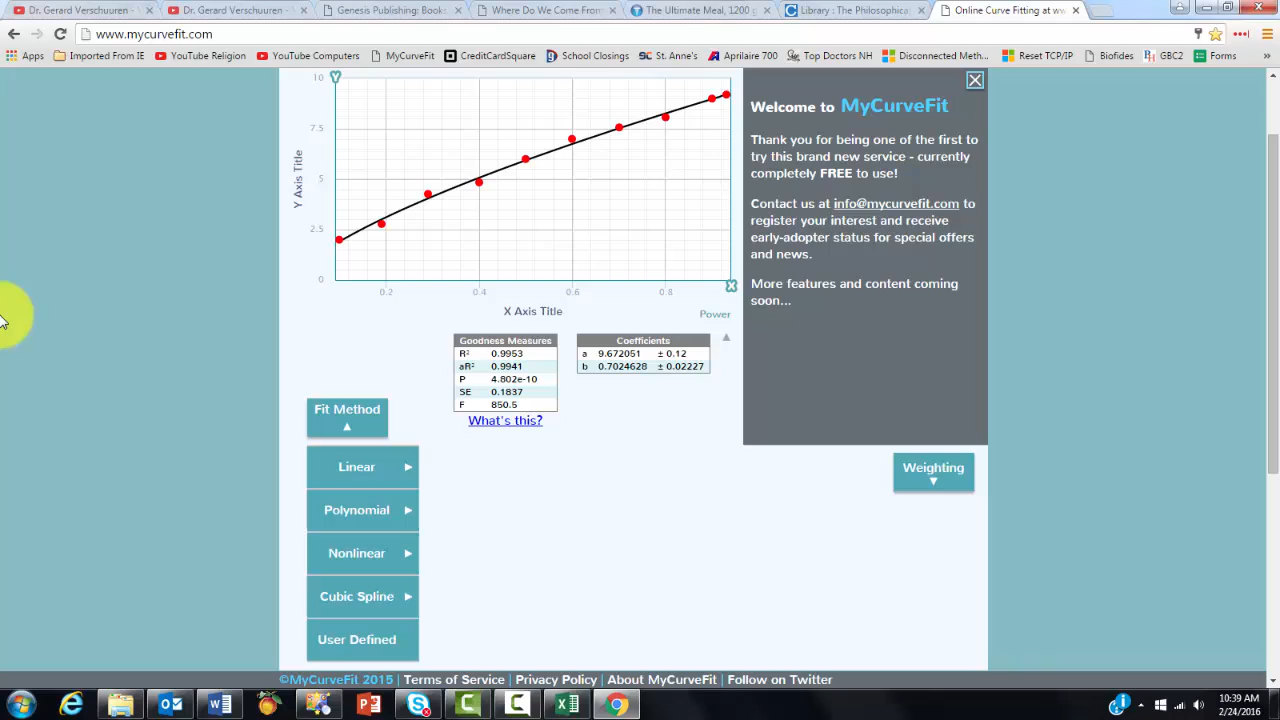 Dr. Gerard Verschuuren -
Dr. Gerard Verschuuren -
Genesis Publishing: Books
Where Do We Come From
The Ultimate Meal, 1200 g
Library : The Philosophica
Online Curve Fitting at ww
www.mycurvefit.com
Apps Imported From IE YouTube Religion YouTube Computers MyCurveFit CreditCardSquare School Closings St. Anne's Aprilaire 700 Top Doctors NH Disconnected Meth... Reset TCP/IP Biofides GBC2 Forms »
10
7.5
5
2.5
0
Y
Y Axis Title
0.2 0.4 0.6 0.8
X
X Axis Title
Power
Goodness Measures
R² 0.9953
aR² 0.9941
P 4.802e-10
SE 0.1837
F 850.5
What's this?
Coefficients
a 9.672051 ± 0.12
b 0.7024628 ± 0.02227
Welcome to MyCurveFit
Thank you for being one of the first to
try this brand new service - currently
completely FREE to use!
Contact us at info@mycurvefit.com to
register your interest and receive
early-adopter status for special offers
and news.
More features and content coming
soon...
Fit Method
Linear
Polynomial
Nonlinear
Cubic Spline
User Defined
Weighting
©MyCurveFit 2015 | Terms of Service | Privacy Policy | About MyCurveFit | Follow on Twitter
10:39 AM
2/24/2016